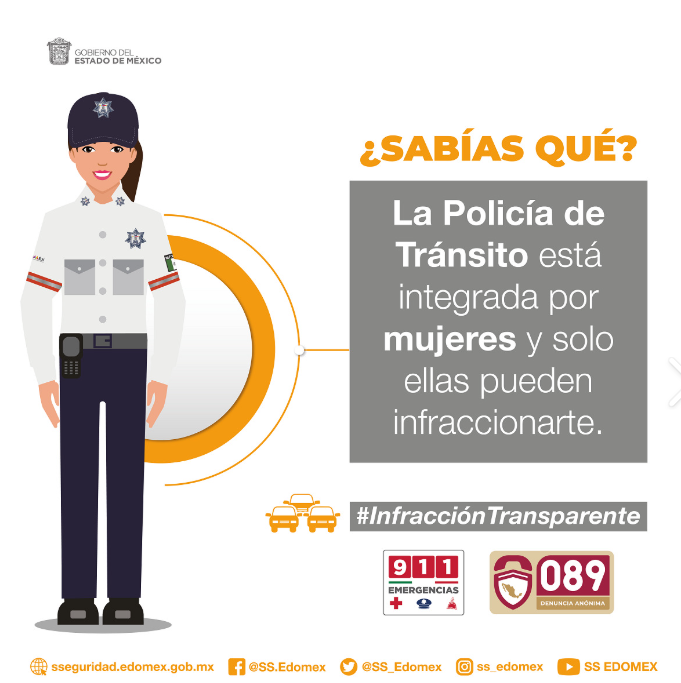 GOBIERNO DEL
ESTADO DE MÉXICO
¿SABÍAS QUÉ?
La Policía de
Tránsito está
integrada por
mujeres y solo
ellas pueden
infraccionarte.
#InfracciónTransparente
911
EMERGENCIAS
089
DENUNCIA ANÓNIMA
sseguridad.edomex.gob.mx
@SS.Edomex
@SS_Edomex
ss_edomex
SS EDOMEX